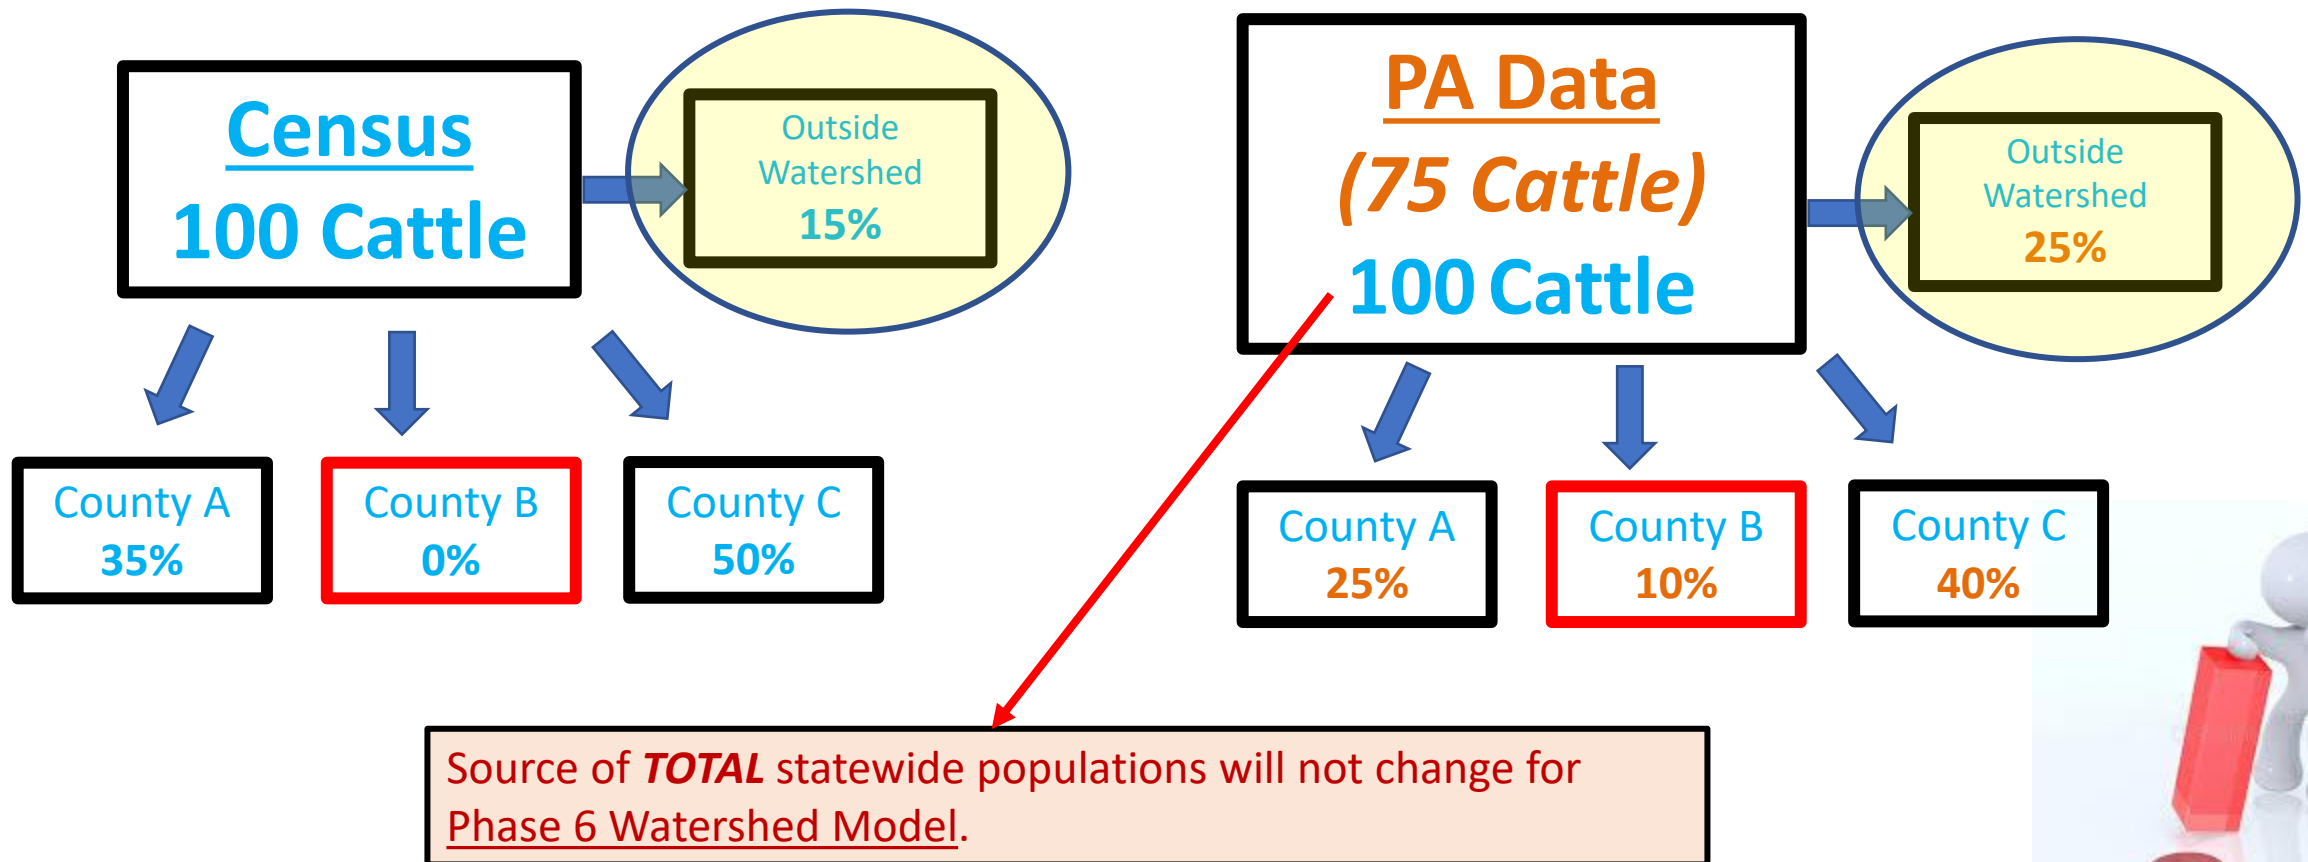 Census
100 Cattle
Outside
Watershed
15%
County A
35%
County B
0%
County C
50%
PA Data
(75 Cattle)
100 Cattle
Outside
Watershed
25%
County A
25%
County B
10%
County C
40%
Source of TOTAL statewide populations will not change for
Phase 6 Watershed Model.